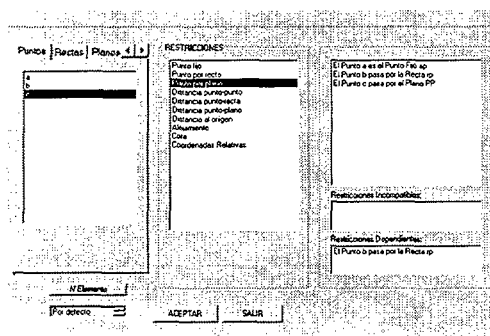 Puntos Rectas Planos
a
b
RESTRICCIONES
Punto fijo
Punto por recta
Punto por plano
Distancia punto-punto
Distancia punto-recta
Distancia punto-plano
Distancia al origen
Alineamiento
Cota
Coordenadas Relativas
El Punto a es el Punto Fijo ap
El Punto b pasa por la Recta rp
El Punto c pasa por el Plano PP
Restricciones Incompatibles:
Restricciones Dependientes:
El Punto b pasa por la Recta rp
Nº Elemento
Por defecto
ACEPTAR SALIR